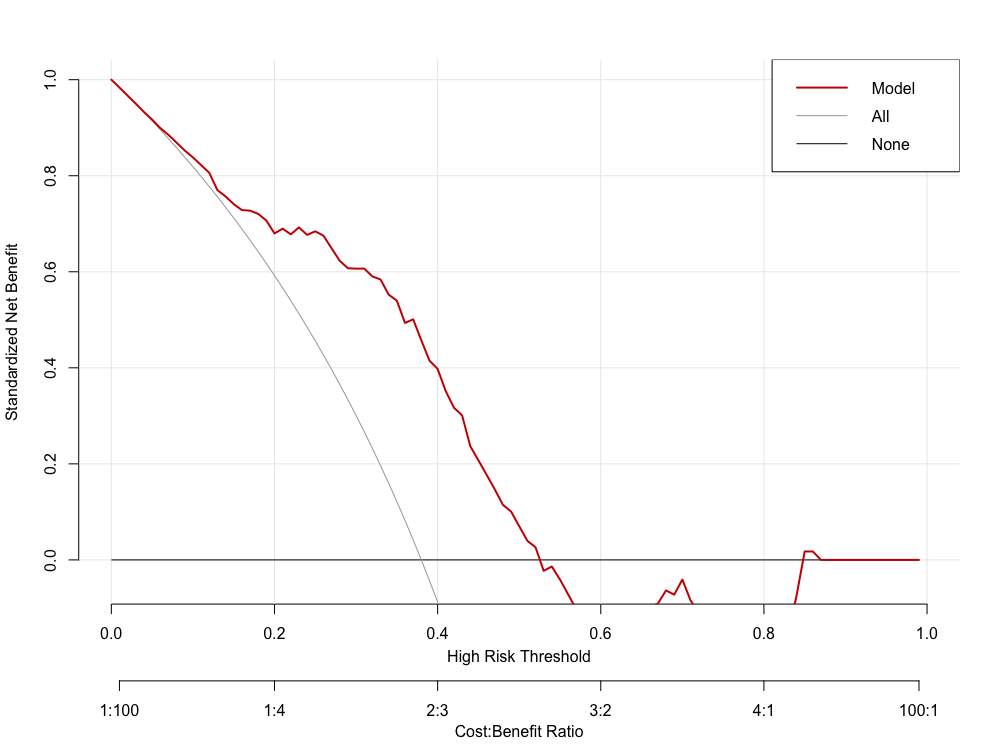 Model
All
None
Standardized Net Benefit
1.0
0.8
0.6
0.4
0.2
0.0
0.0 0.2 0.4 0.6 0.8 1.0
High Risk Threshold
1:100 1:4 2:3 3:2 4:1 100:1
Cost:Benefit Ratio